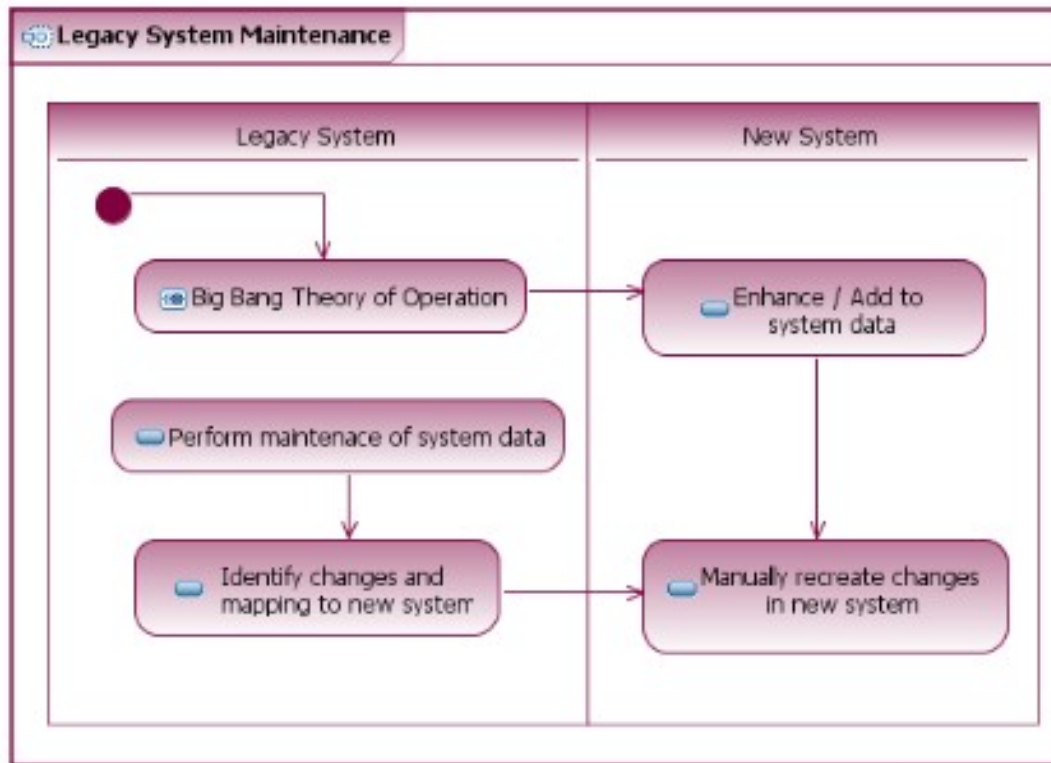 Legacy System Maintenance
Legacy System
New System
Big Bang Theory of Operation
Enhance / Add to
system data
Perform maintenace of system data
Identify changes and
mapping to new system
Manually recreate changes
in new system